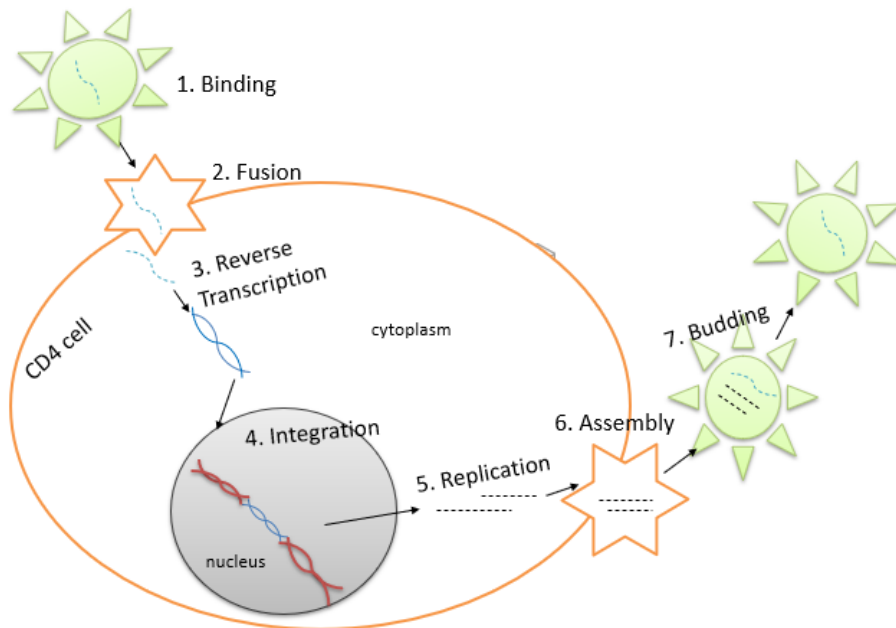 1. Binding
2. Fusion
3. Reverse
Transcription
CD4 cell
cytoplasm
4. Integration
nucleus
5. Replication
6. Assembly
7. Budding